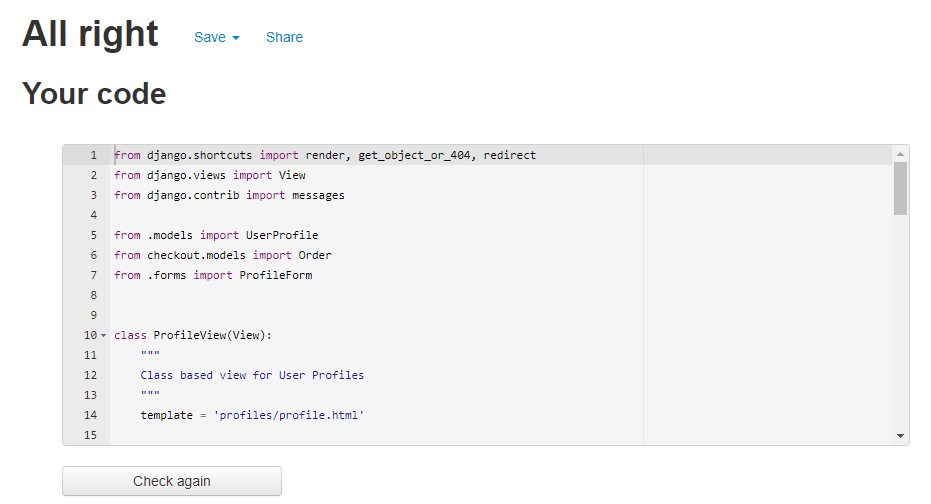 All right Save Share
Your code
1 from django.shortcuts import render, get_object_or_404, redirect
2 from django.views import View
3 from django.contrib import messages
4
5 from .models import UserProfile
6 from checkout.models import Order
7 from .forms import ProfileForm
8
9
10 class ProfileView(View):
11 """
12 Class based view for User Profiles
13 """
14 template = 'profiles/profile.html'
15
Check again